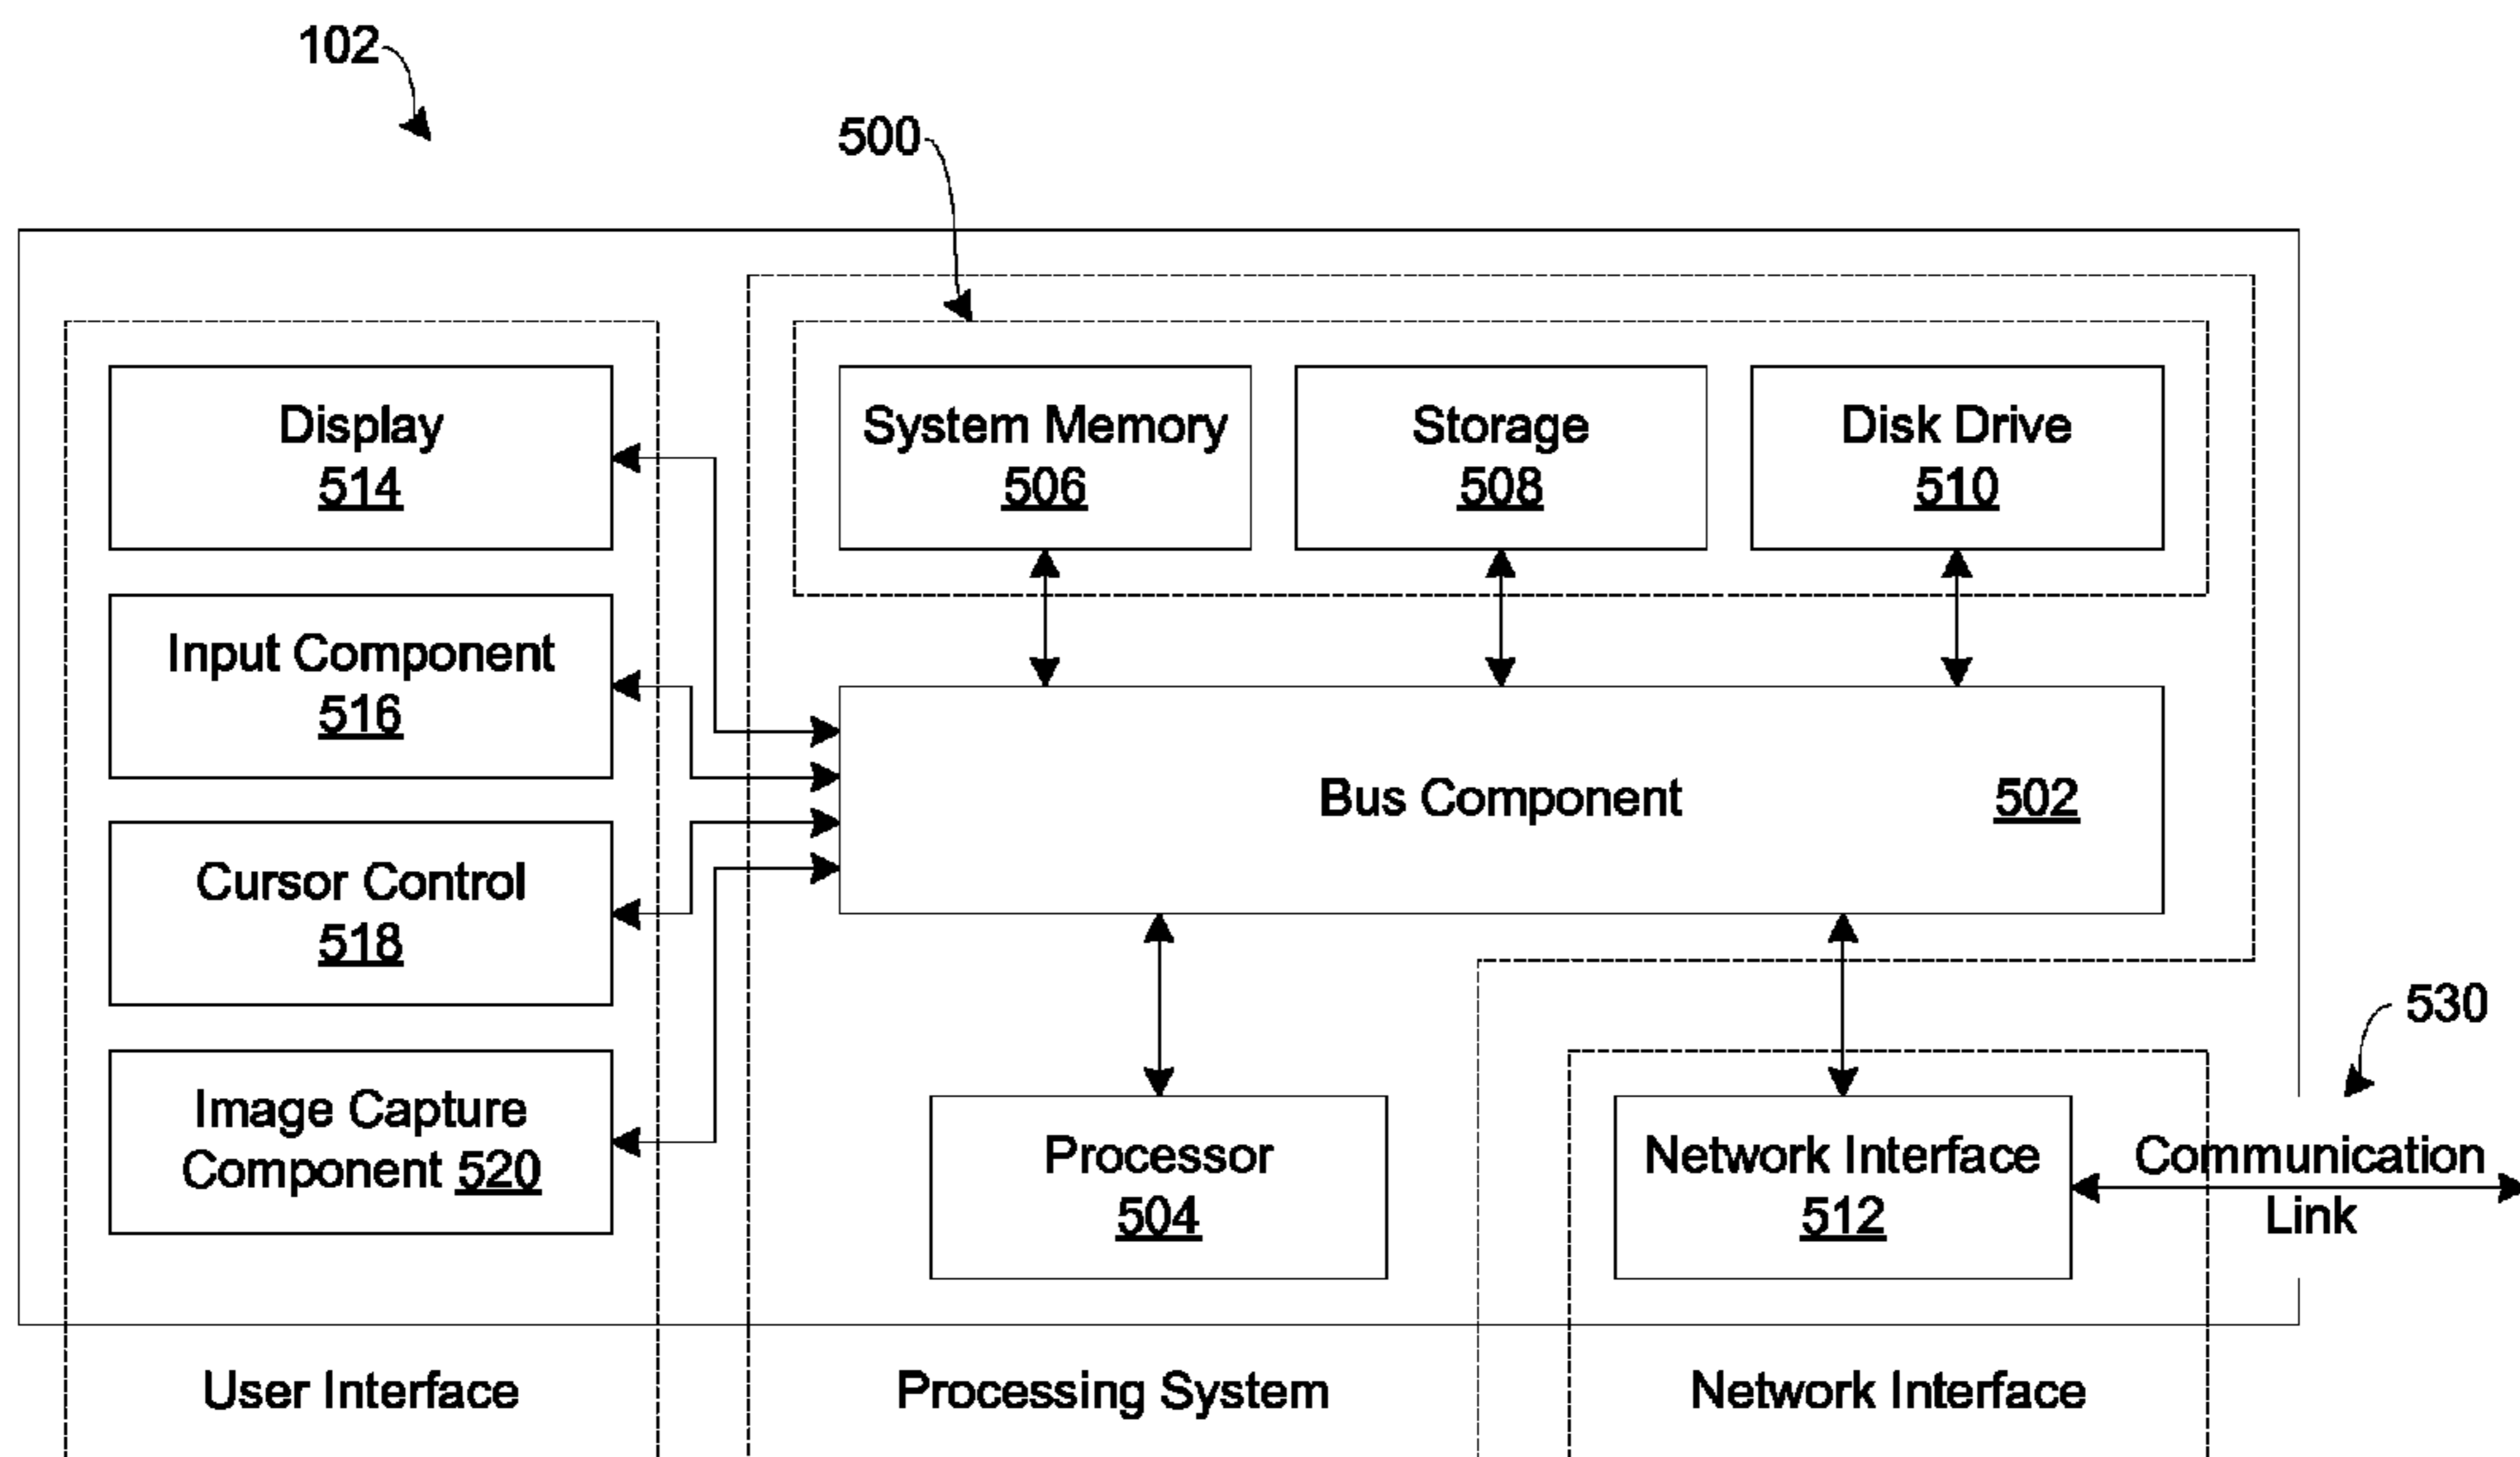 102
500
Display
514
System Memory
506
Storage
508
Disk Drive
510
Input Component
516
Bus Component 502
Cursor Control
518
530
Image Capture
Component 520
Processor
504
Network Interface
512
Communication
Link
User Interface
Processing System
Network Interface